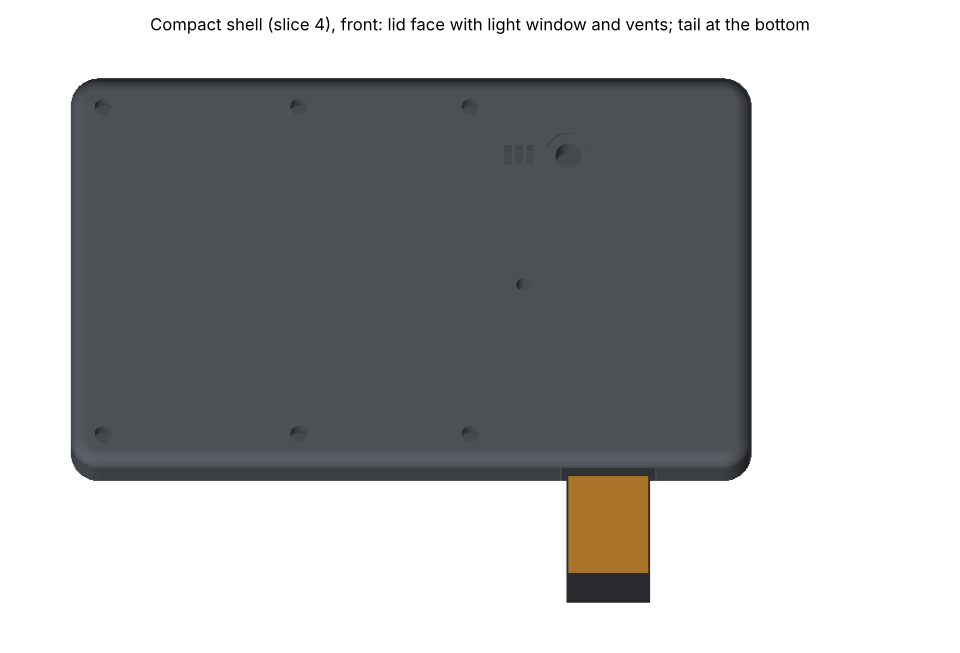 Compact shell (slice 4), front: lid face with light window and vents; tail at the bottom